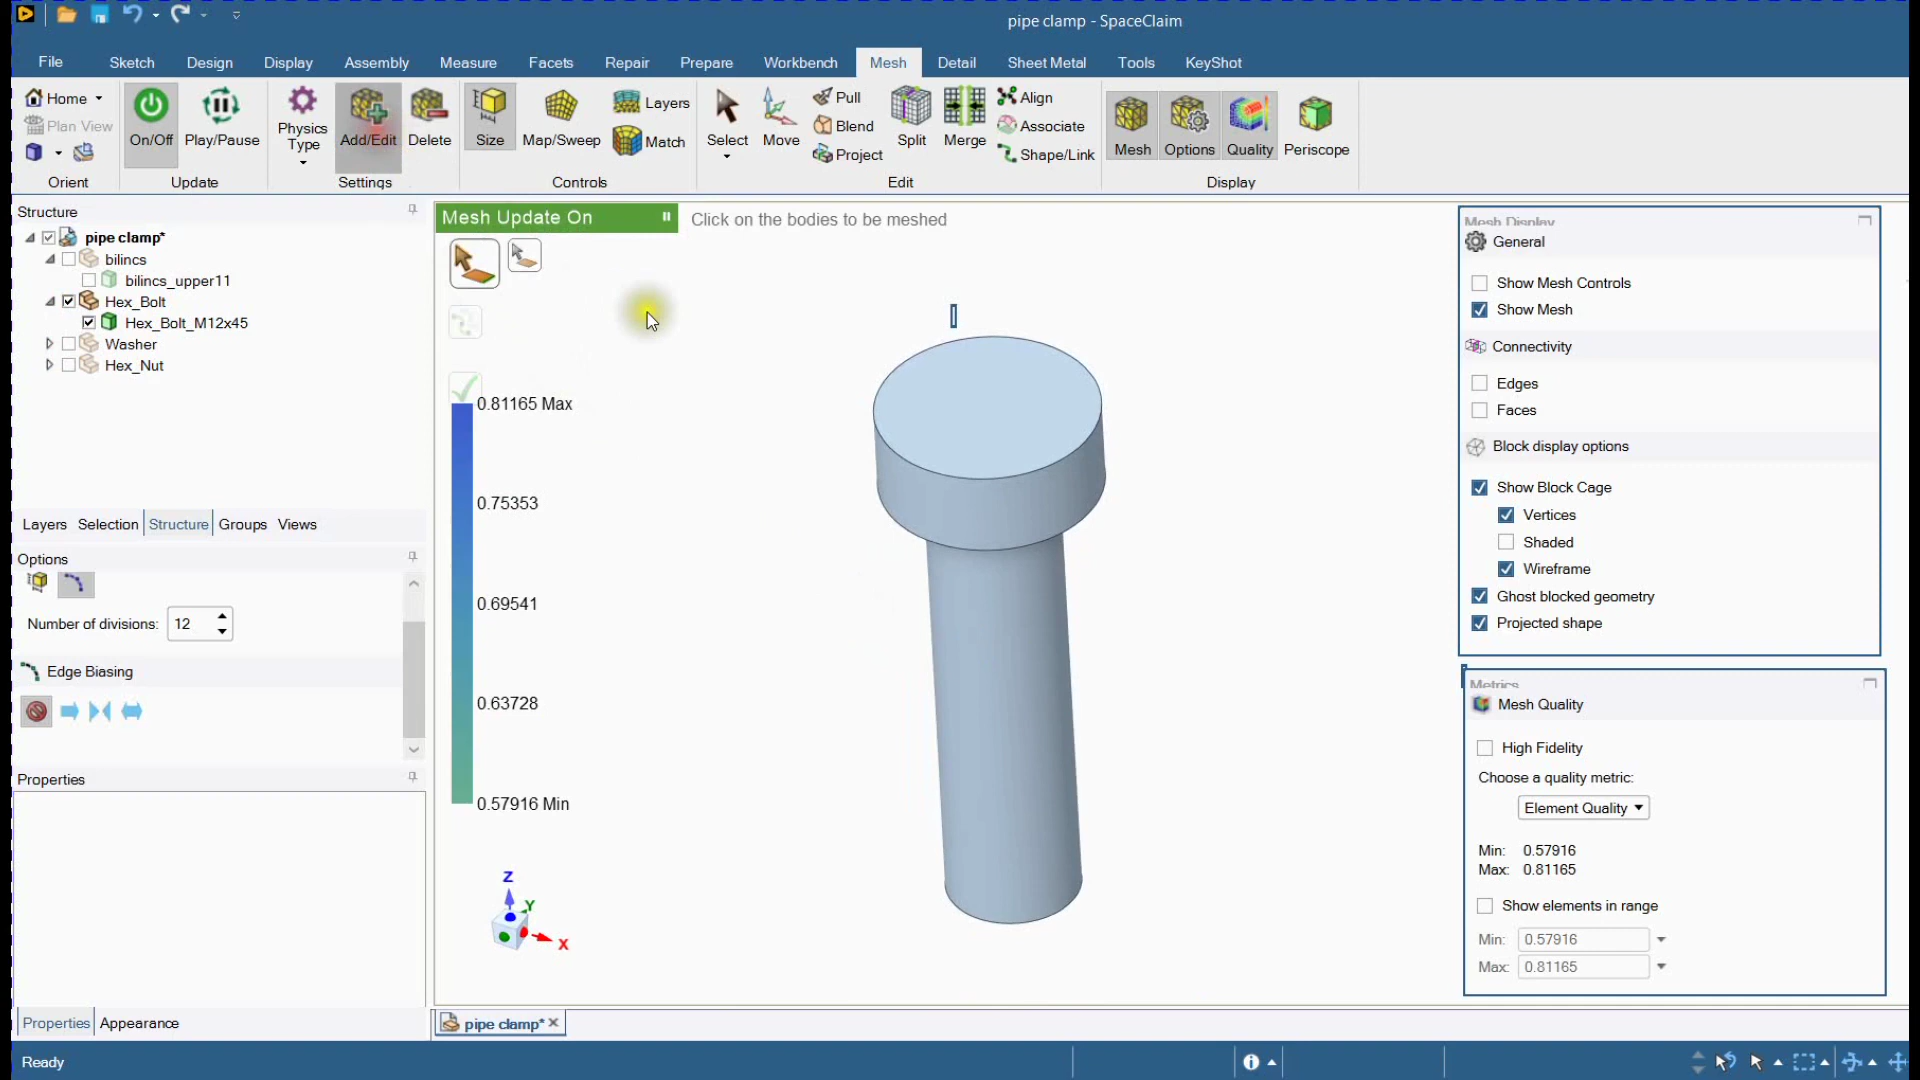 pipe clamp - SpaceClaim
File Sketch Design Display Assembly Measure Facets Repair Prepare Workbench Mesh Detail Sheet Metal Tools KeyShot
Home
Plan View
Orient
On/Off Play/Pause
Update
Physics Type
Add/Edit Delete
Settings
Size Map/Sweep Layers
Match
Controls
Select Move Pull
Blend
Project
Split Merge Align
Associate
Shape/Link
Edit
Mesh Options Quality Periscope
Display
Structure
pipe clamp*
bilincs
bilincs_upper11
Hex_Bolt
Hex_Bolt_M12x45
Washer
Hex_Nut
Layers Selection Structure Groups Views
Options
Number of divisions: 12
Edge Biasing
Properties
Properties Appearance
Mesh Update On
Click on the bodies to be meshed
0.81165 Max
0.75353
0.69541
0.63728
0.57916 Min
Z
Y
X
pipe clamp*
Mesh Display
General
Show Mesh Controls
Show Mesh
Connectivity
Edges
Faces
Block display options
Show Block Cage
Vertices
Shaded
Wireframe
Ghost blocked geometry
Projected shape
Metrics
Mesh Quality
High Fidelity
Choose a quality metric:
Element Quality
Min: 0.57916
Max: 0.81165
Show elements in range
Min: 0.57916
Max: 0.81165
Ready